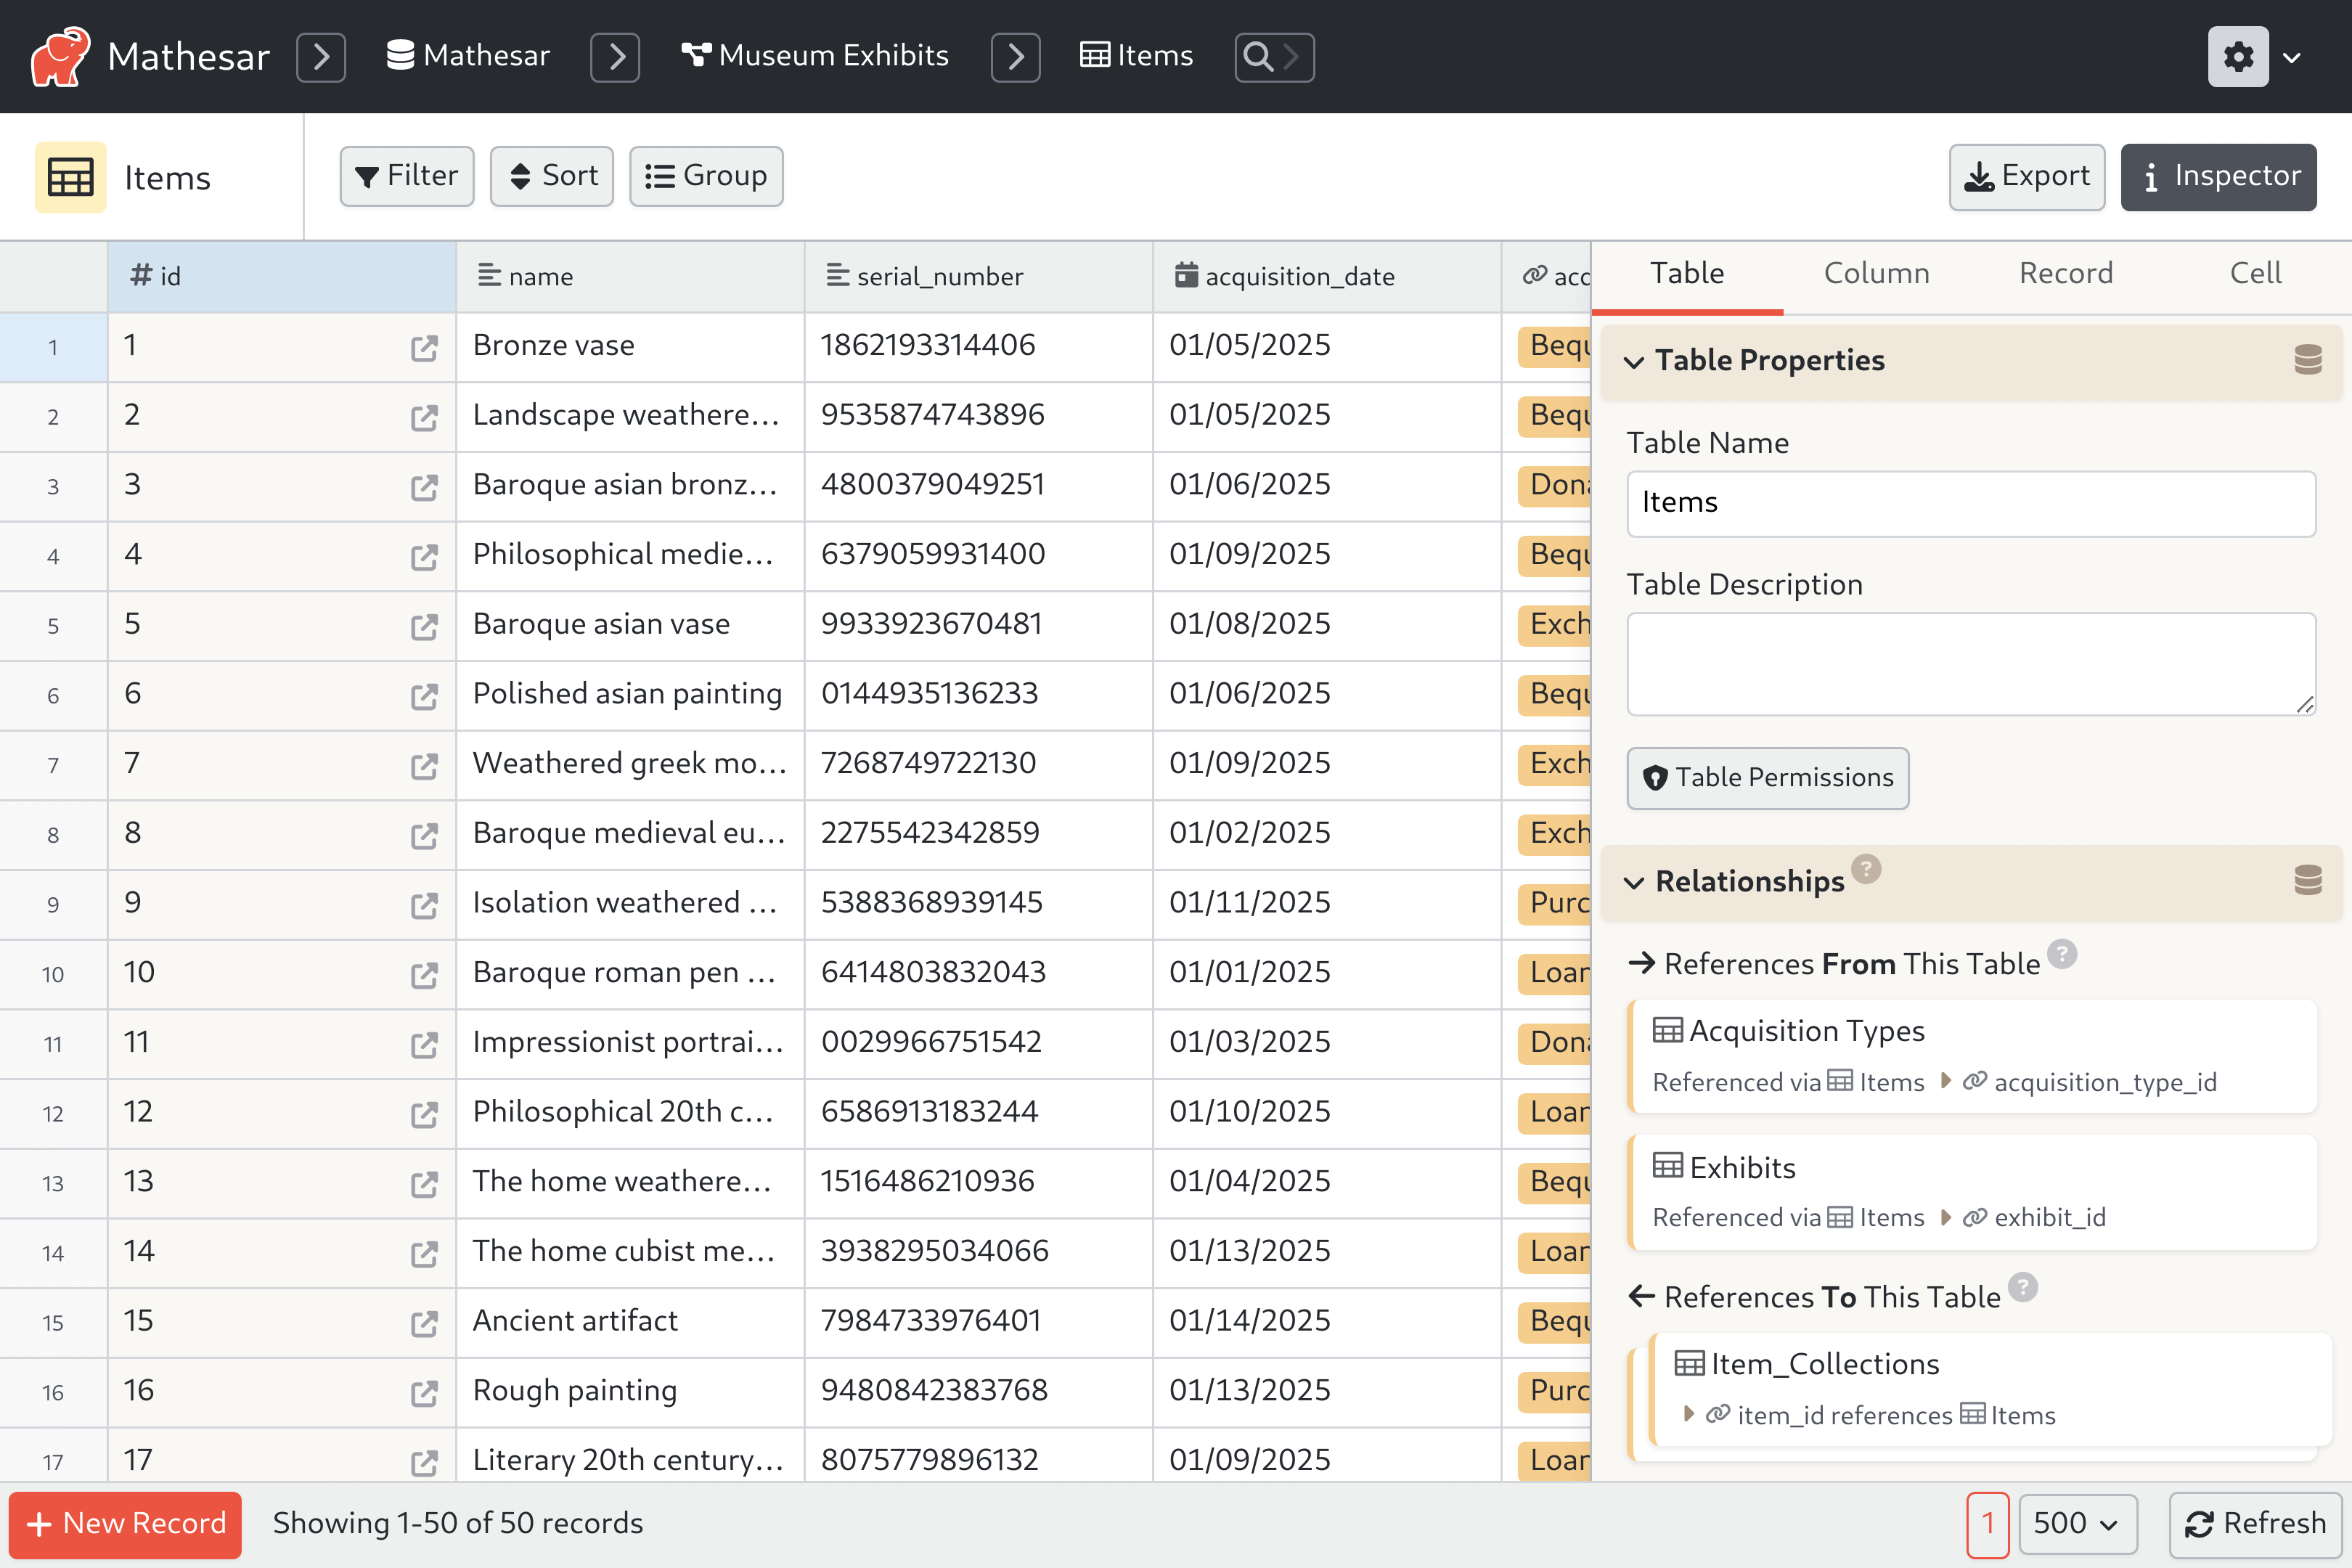 Mathesar Mathesar Museum Exhibits Items
Items Filter Sort Group Export Inspector
id name serial_number acquisition_date acq
1 1 Bronze vase 1862193314406 01/05/2025 Bequ
2 2 Landscape weathere... 9535874743896 01/05/2025 Bequ
3 3 Baroque asian bronz... 4800379049251 01/06/2025 Dona
4 4 Philosophical medie... 6379059931400 01/09/2025 Bequ
5 5 Baroque asian vase 9933923670481 01/08/2025 Exch
6 6 Polished asian painting 0144935136233 01/06/2025 Bequ
7 7 Weathered greek mo... 7268749722130 01/09/2025 Exch
8 8 Baroque medieval eu... 2275542342859 01/02/2025 Exch
9 9 Isolation weathered ... 5388368939145 01/11/2025 Purc
10 10 Baroque roman pen ... 6414803832043 01/01/2025 Loan
11 11 Impressionist portrai... 0029966751542 01/03/2025 Dona
12 12 Philosophical 20th c... 6586913183244 01/10/2025 Loan
13 13 The home weathere... 1516486210936 01/04/2025 Bequ
14 14 The home cubist me... 3938295034066 01/13/2025 Loan
15 15 Ancient artifact 7984733976401 01/14/2025 Bequ
16 16 Rough painting 9480842383768 01/13/2025 Purc
17 17 Literary 20th century... 8075779896132 01/09/2025 Loan
Table Column Record Cell
Table Properties
Table Name
Items
Table Description
Table Permissions
Relationships ?
References From This Table ?
Acquisition Types
Referenced via Items acquisition_type_id
Exhibits
Referenced via Items exhibit_id
References To This Table ?
Item_Collections
item_id references Items
+ New Record Showing 1-50 of 50 records 1 500 Refresh